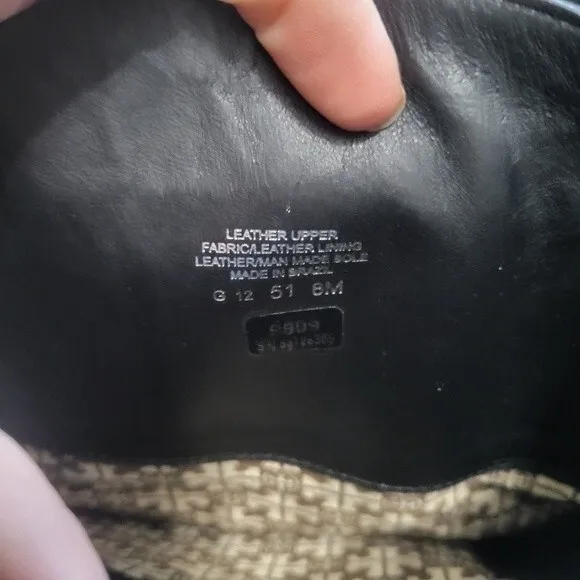 LEATHER UPPER
FABRIC/LEATHER LINING
LEATHER/MAN MADE SOLE
MADE IN BRAZIL
G 12 51 8M